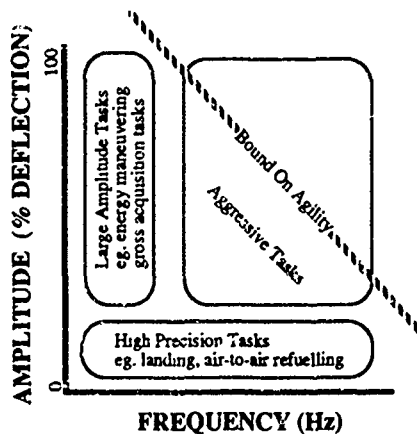 AMPLITUDE (% DEFLECTION)
100
0
Large Amplitude Tasks
eg. energy maneuvering
gross acquisition tasks
Bound On Agility
Aggressive Tasks
High Precision Tasks
eg. landing, air-to-air refuelling
FREQUENCY (Hz)